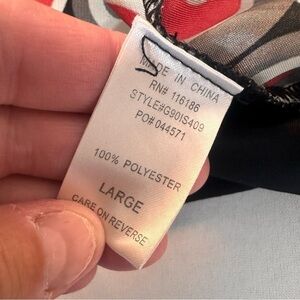 MADE IN CHINA
RN# 116186
STYLE#G90IS409
PO# 044571
100% POLYESTER
LARGE
CARE ON REVERSE